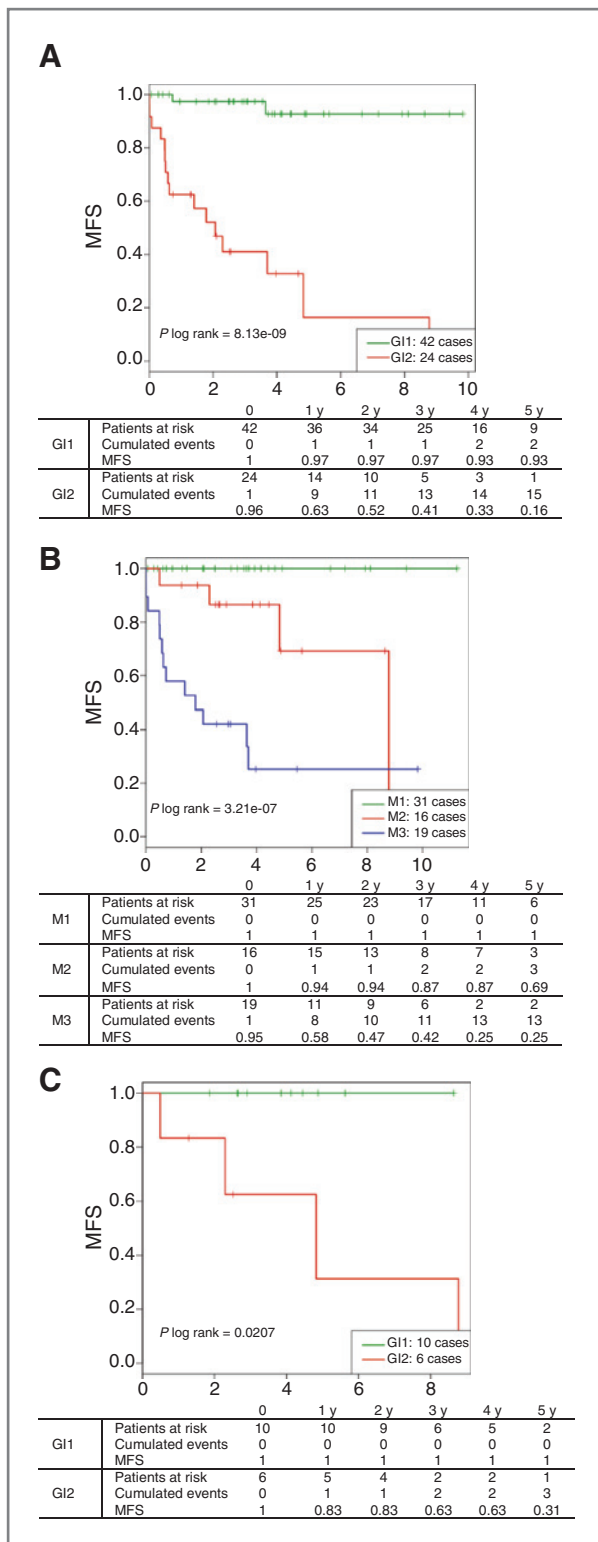 A
1.0
0.8
0.6
0.4
0.2
0.0
MFS
P log rank = 8.13e-09
GI1: 42 cases
GI2: 24 cases
0 2 4 6 8 10
0 1 y 2 y 3 y 4 y 5 y
GI1 Patients at risk 42 36 34 25 16 9
Cumulated events 0 1 1 1 2 2
MFS 1 0.97 0.97 0.97 0.93 0.93
GI2 Patients at risk 24 14 10 5 3 1
Cumulated events 1 9 11 13 14 15
MFS 0.96 0.63 0.52 0.41 0.33 0.16
B
1.0
0.8
0.6
0.4
0.2
0.0
MFS
P log rank = 3.21e-07
M1: 31 cases
M2: 16 cases
M3: 19 cases
0 2 4 6 8 10
0 1 y 2 y 3 y 4 y 5 y
M1 Patients at risk 31 25 23 17 11 6
Cumulated events 0 0 0 0 0 0
MFS 1 1 1 1 1 1
M2 Patients at risk 16 15 13 8 7 3
Cumulated events 0 1 1 2 2 3
MFS 1 0.94 0.94 0.87 0.87 0.69
M3 Patients at risk 19 11 9 6 2 2
Cumulated events 1 8 10 11 13 13
MFS 0.95 0.58 0.47 0.42 0.25 0.25
C
1.0
0.8
0.6
0.4
0.2
0.0
MFS
P log rank = 0.0207
GI1: 10 cases
GI2: 6 cases
0 2 4 6 8
0 1 y 2 y 3 y 4 y 5 y
GI1 Patients at risk 10 10 9 6 5 2
Cumulated events 0 0 0 0 0 0
MFS 1 1 1 1 1 1
GI2 Patients at risk 6 5 4 2 2 1
Cumulated events 0 1 1 2 2 3
MFS 1 0.83 0.83 0.63 0.63 0.31